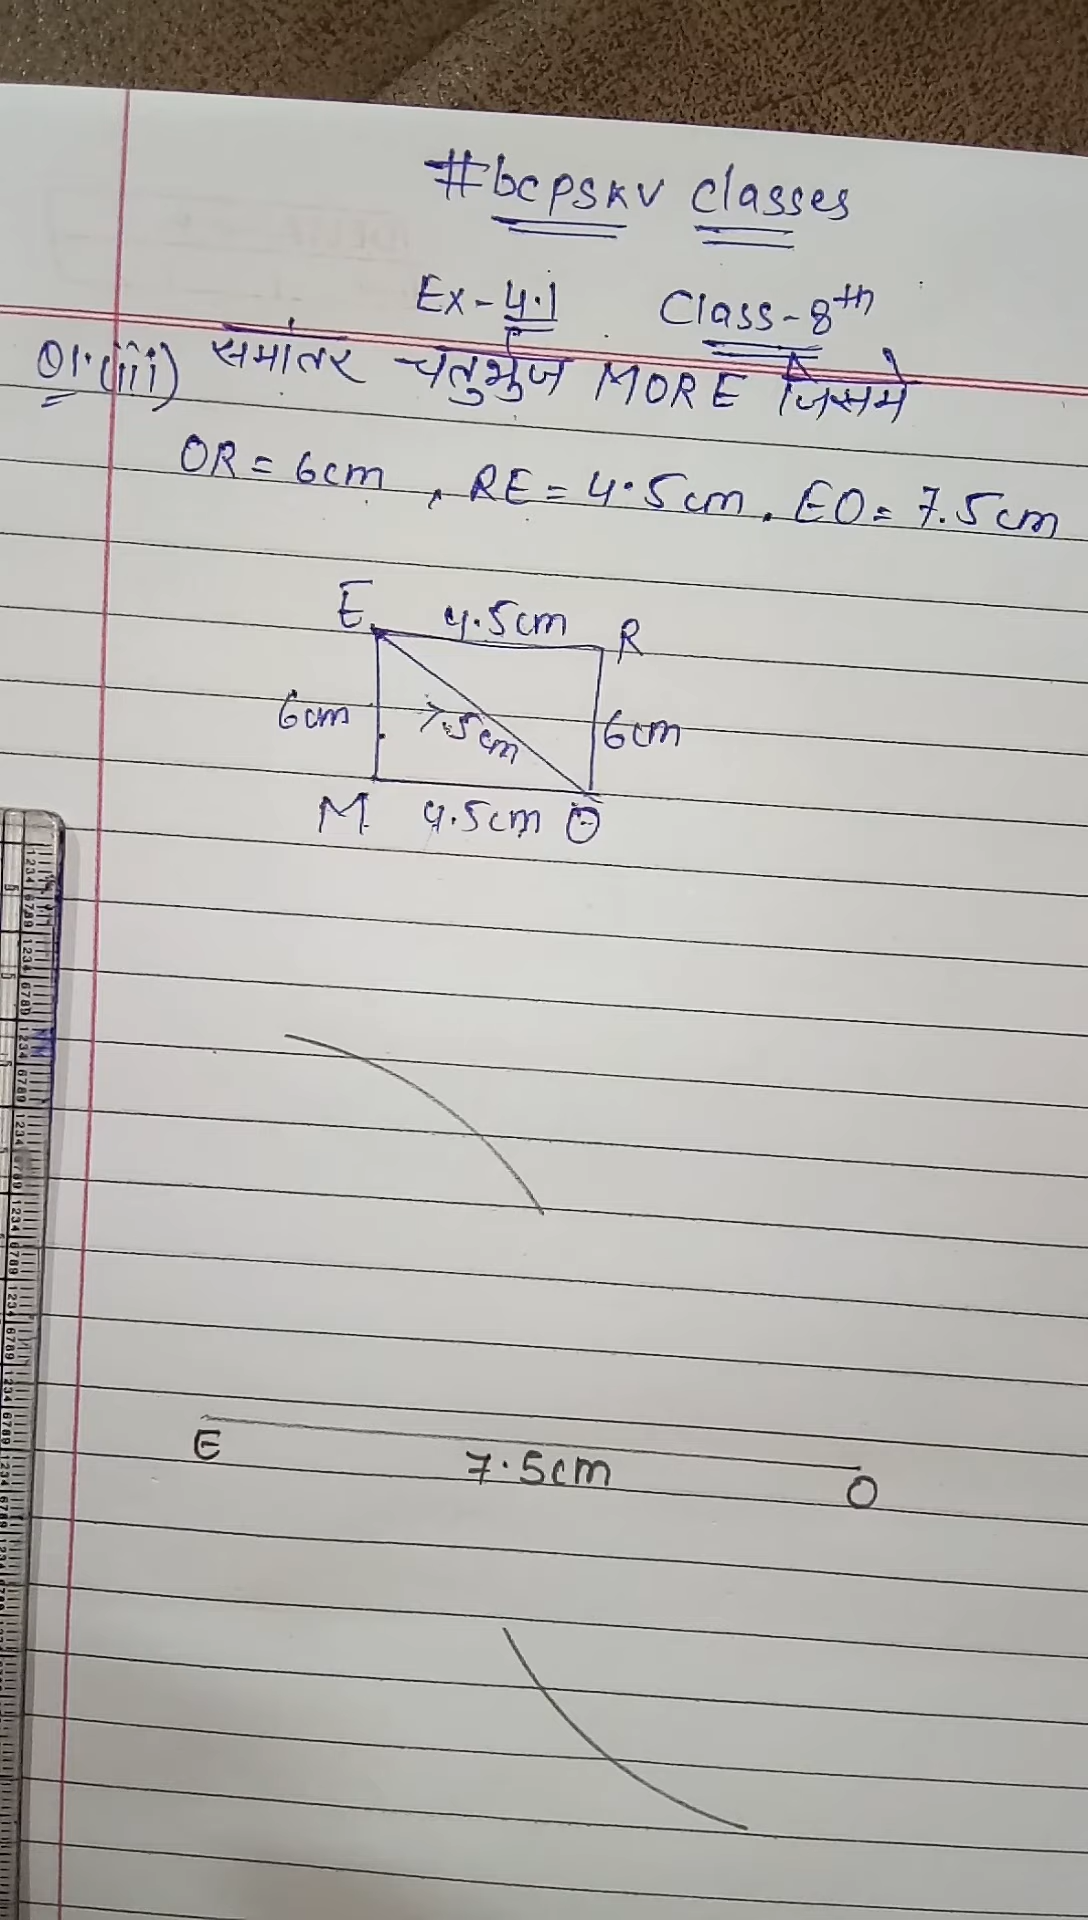 #bcpskv classes
Ex-4.1 Class-8th
Q1.(iii) समांतर चतुर्भुज MORE जिसमे
OR = 6cm, RE = 4.5cm, EO = 7.5cm
E 4.5cm R
6cm 7.5cm 6cm
M 4.5cm O
E 7.5cm O